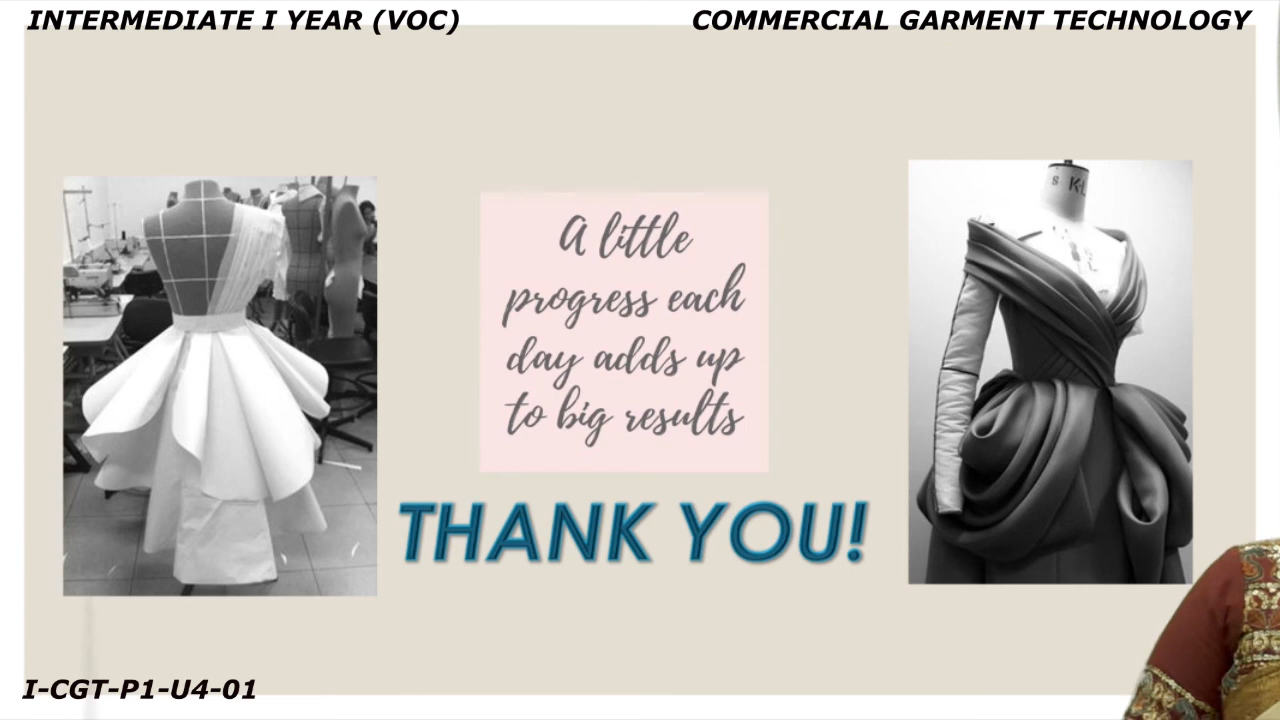 INTERMEDIATE I YEAR (VOC)
COMMERCIAL GARMENT TECHNOLOGY
A little
progress each
day adds up
to big results
THANK YOU!
I-CGT-P1-U4-01